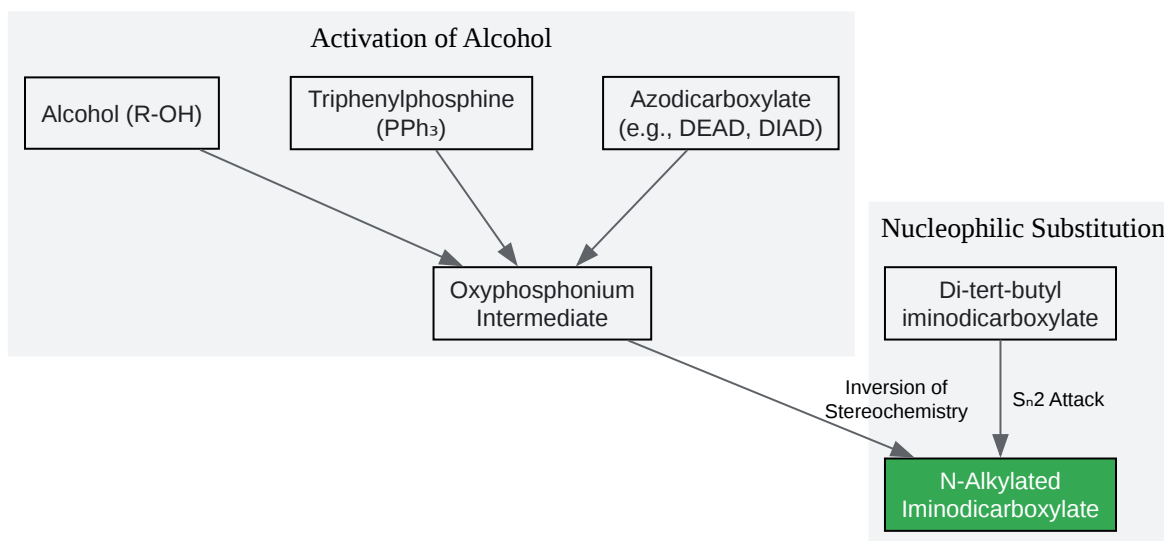 Activation of Alcohol
Alcohol (R-OH)
Triphenylphosphine
(PPh₃)
Azodicarboxylate
(e.g., DEAD, DIAD)
Oxyphosphonium
Intermediate
Nucleophilic Substitution
Di-tert-butyl
iminodicarboxylate
Inversion of
Stereochemistry
Sₙ2 Attack
N-Alkylated
Iminodicarboxylate